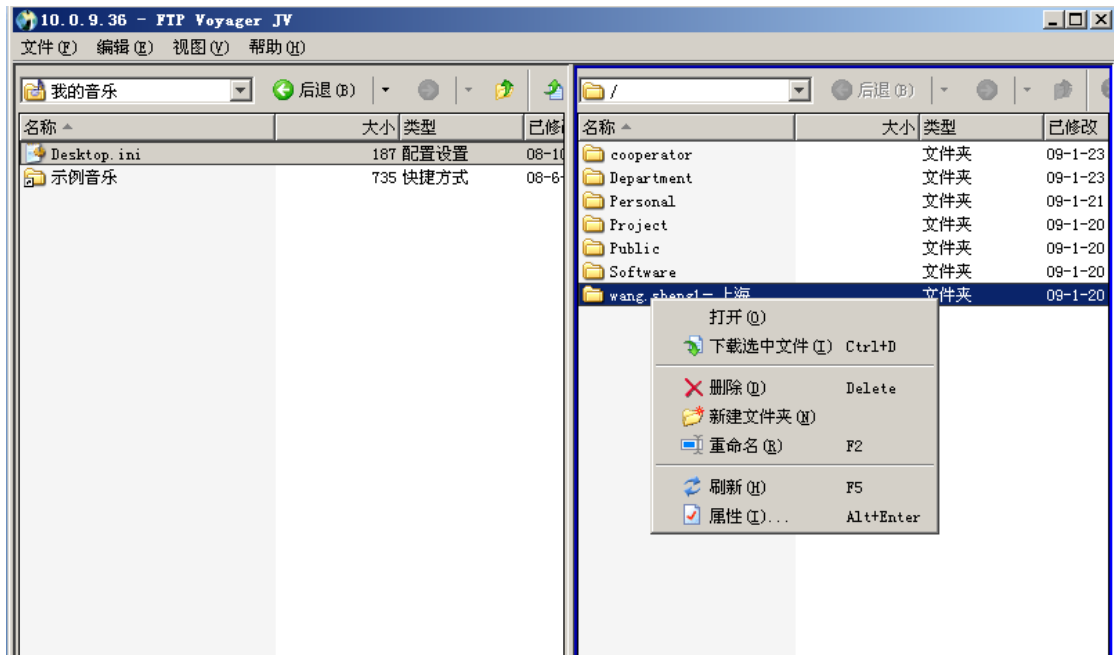 10.0.9.36 - FTP Voyager JV
文件(F) 编辑(E) 视图(V) 帮助(H)
我的音乐 后退(B)
名称 大小 类型 已修
Desktop.ini 187 配置设置 08-10
示例音乐 735 快捷方式 08-6-
/ 后退(B)
名称 大小 类型 已修改
cooperator 文件夹 09-1-23
Department 文件夹 09-1-23
Personal 文件夹 09-1-21
Project 文件夹 09-1-20
Public 文件夹 09-1-20
Software 文件夹 09-1-20
wang.sheng1－上海 文件夹 09-1-20
打开(O)
下载选中文件(I) Ctrl+D
删除(D) Delete
新建文件夹(N)
重命名(R) F2
刷新(H) F5
属性(I)... Alt+Enter